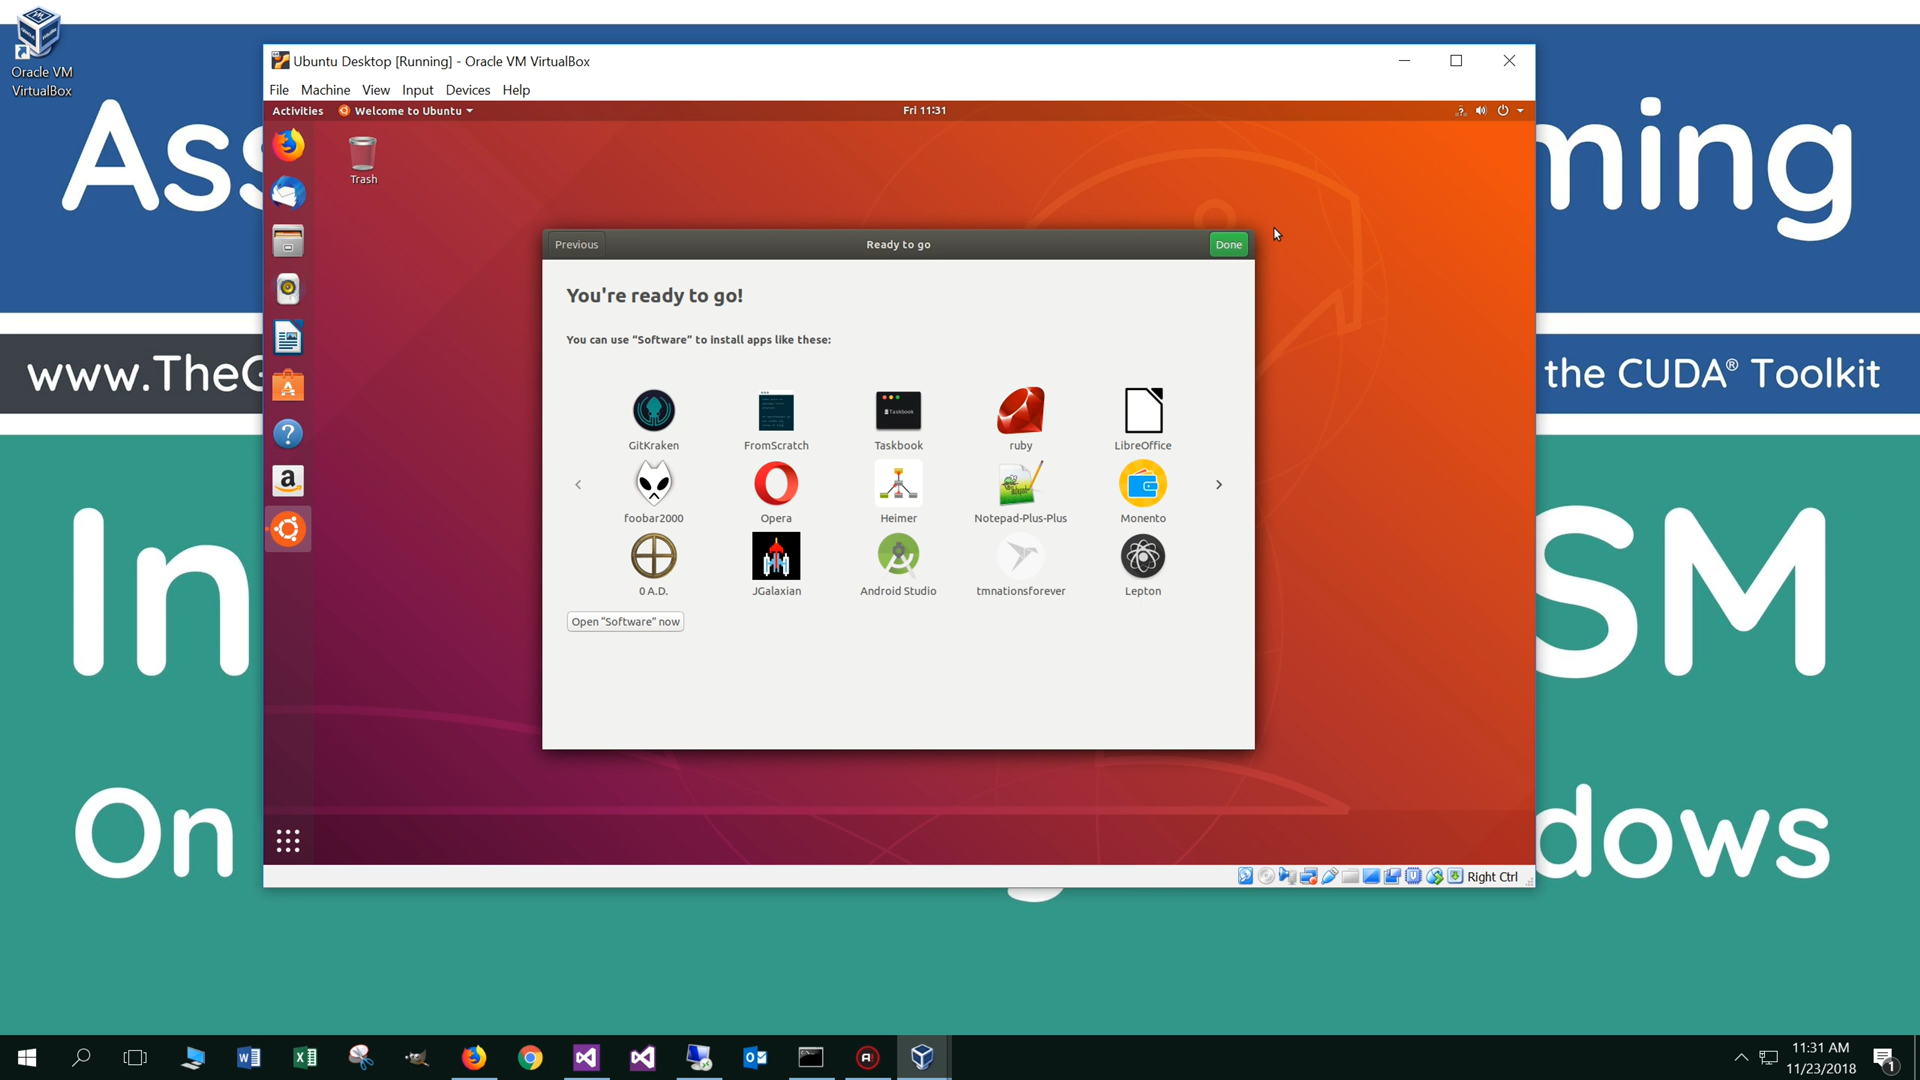 Oracle VM
VirtualBox
Ass
ming
www.TheG
the CUDA® Toolkit
In
SM
On
dows
Ubuntu Desktop [Running] - Oracle VM VirtualBox
File Machine View Input Devices Help
Activities Welcome to Ubuntu Fri 11:31
Trash
Previous Ready to go Done
You're ready to go!
You can use “Software” to install apps like these:
Taskbook
GitKraken FromScratch Taskbook ruby LibreOffice
foobar2000 Opera Heimer Notepad-Plus-Plus Monento
0 A.D. JGalaxian Android Studio tmnationsforever Lepton
Open “Software” now
Right Ctrl
11:31 AM
11/23/2018
1